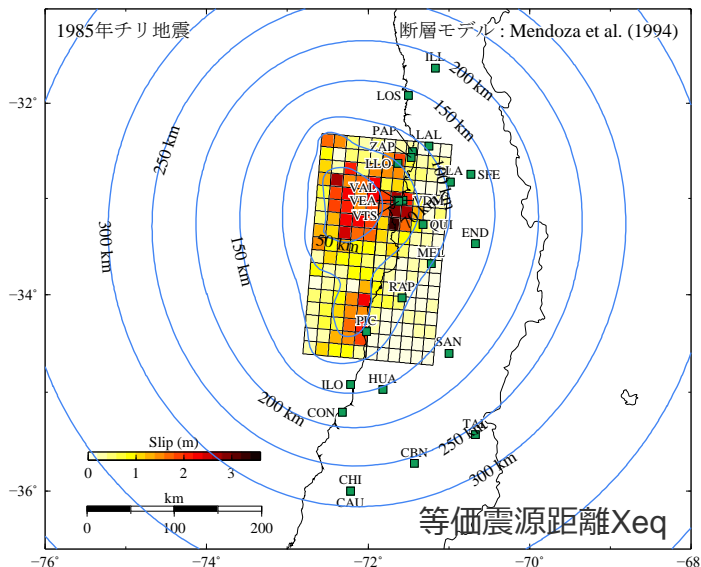 1985年チリ地震
断層モデル : Mendoza et al. (1994)
ILL
200 km
−32°
LOS
150 km
250 km
PAP
LAL
ZAP
LLO
100 km
SFE
VAL
VEA
VTS
QUI
END
300 km
150 km
50 km
MEL
−34°
RAP
PIC
SAN
ILO
HUA
200 km
CON
TAL
250 km
Slip (m)
CBN
0 1 2 3
300 km
CHI
−36°
CAU
km
0 100 200
等価震源距離Xeq
−76° −74° −72° −70° −68°